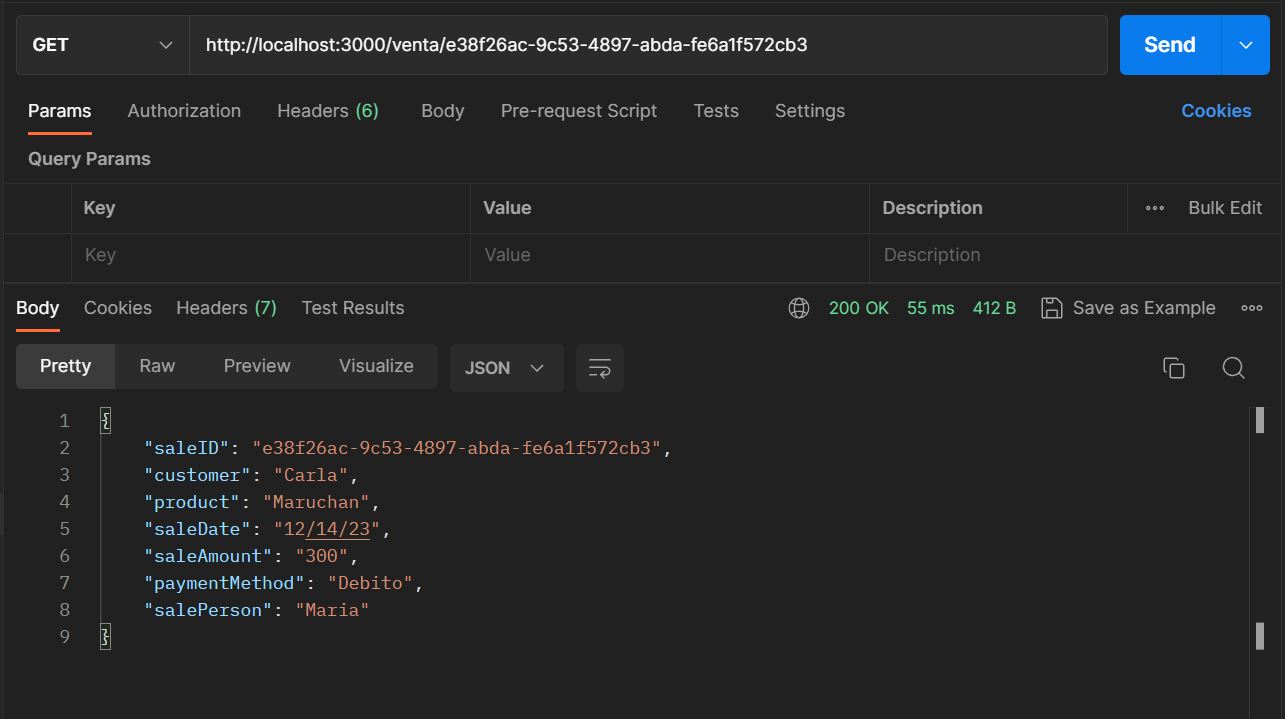 GET http://localhost:3000/venta/e38f26ac-9c53-4897-abda-fe6a1f572cb3 Send
Params Authorization Headers (6) Body Pre-request Script Tests Settings Cookies
Query Params
Key Value Description Bulk Edit
Key Value Description
Body Cookies Headers (7) Test Results 200 OK 55 ms 412 B Save as Example
Pretty Raw Preview Visualize JSON
1 {
2 "saleID": "e38f26ac-9c53-4897-abda-fe6a1f572cb3",
3 "customer": "Carla",
4 "product": "Maruchan",
5 "saleDate": "12/14/23",
6 "saleAmount": "300",
7 "paymentMethod": "Debito",
8 "salePerson": "Maria"
9 }